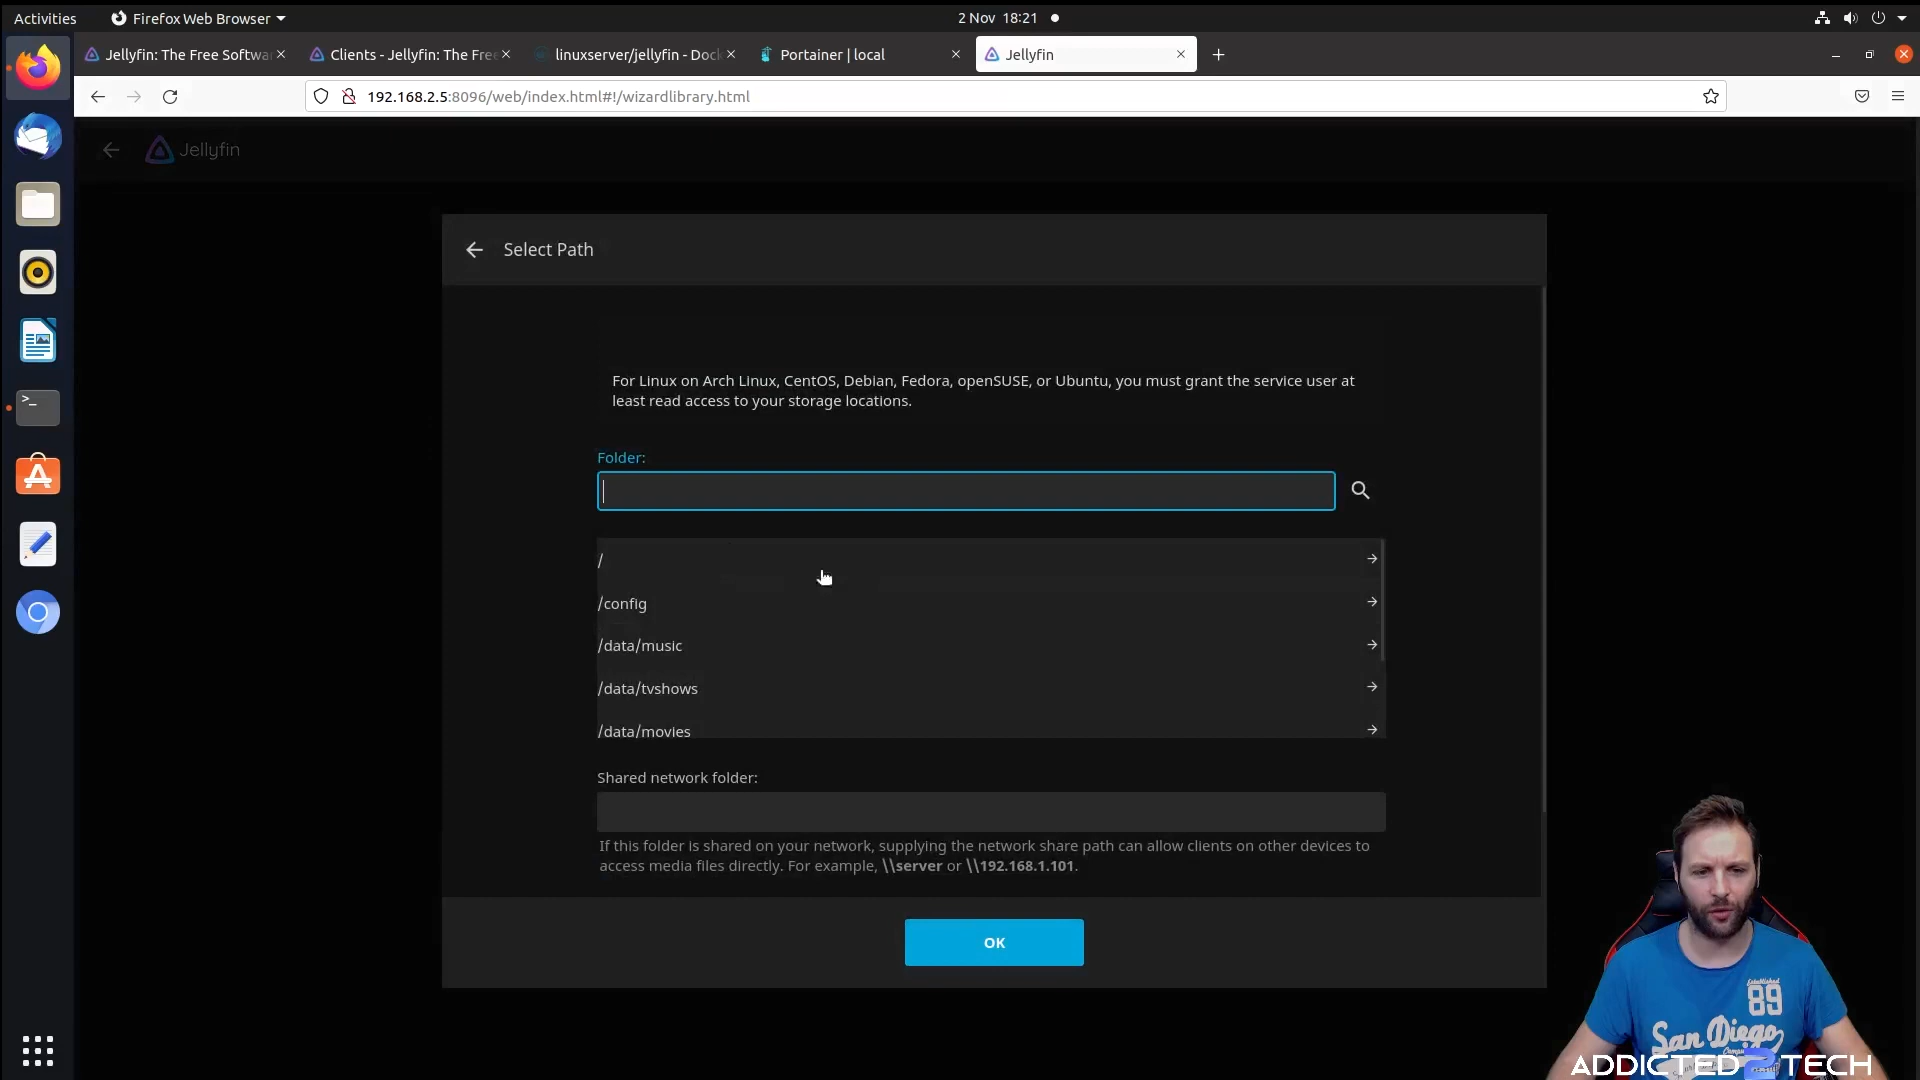 Activities
Firefox Web Browser
2 Nov 18:21
Jellyfin: The Free Softwa
Clients - Jellyfin: The Free
linuxserver/jellyfin - Dock
Portainer | local
Jellyfin
192.168.2.5:8096/web/index.html#!/wizardlibrary.html
Jellyfin
Select Path
For Linux on Arch Linux, CentOS, Debian, Fedora, openSUSE, or Ubuntu, you must grant the service user at
least read access to your storage locations.
Folder:
/
/config
/data/music
/data/tvshows
/data/movies
Shared network folder:
If this folder is shared on your network, supplying the network share path can allow clients on other devices to
access media files directly. For example, \\server or \\192.168.1.101.
OK
89
San Diego
ADDICTED2TECH